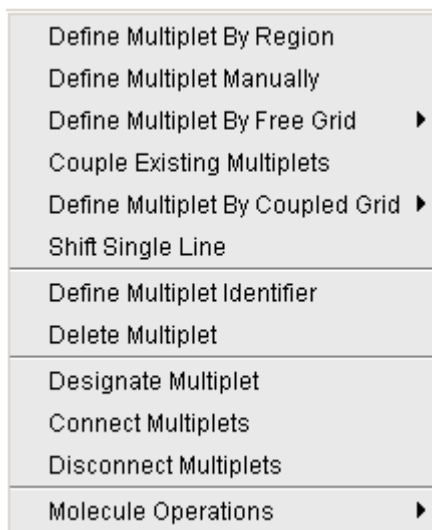 Define Multiplet By Region
Define Multiplet Manually
Define Multiplet By Free Grid
Couple Existing Multiplets
Define Multiplet By Coupled Grid
Shift Single Line
Define Multiplet Identifier
Delete Multiplet
Designate Multiplet
Connect Multiplets
Disconnect Multiplets
Molecule Operations